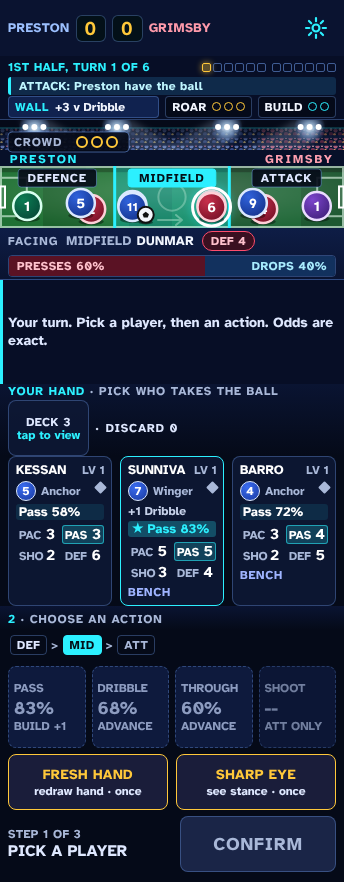 PRESTON 0 0 GRIMSBY
1ST HALF, TURN 1 OF 6
ATTACK: Preston have the ball
WALL +3 v Dribble
ROAR
BUILD
CROWD
PRESTON
GRIMSBY
DEFENCE
MIDFIELD
ATTACK
1 5 11 6 9 1
FACING MIDFIELD DUNMAR DEF 4
PRESSES 60%
DROPS 40%
Your turn. Pick a player, then an action. Odds are
exact.
YOUR HAND · PICK WHO TAKES THE BALL
DECK 3
tap to view
· DISCARD 0
KESSAN LV 1
5 Anchor
Pass 58%
PAC 3 PAS 3
SHO 2 DEF 6
SUNNIVA LV 1
7 Winger
+1 Dribble
★ Pass 83%
PAC 5 PAS 5
SHO 3 DEF 4
BENCH
BARRO LV 1
4 Anchor
Pass 72%
PAC 3 PAS 4
SHO 2 DEF 5
BENCH
2 · CHOOSE AN ACTION
DEF > MID > ATT
PASS
83%
BUILD +1
DRIBBLE
68%
ADVANCE
THROUGH
60%
ADVANCE
SHOOT
--
ATT ONLY
FRESH HAND
redraw hand · once
SHARP EYE
see stance · once
STEP 1 OF 3
PICK A PLAYER
CONFIRM